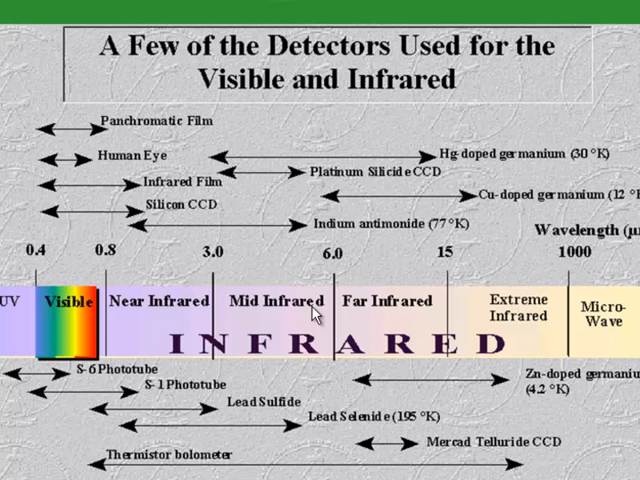 A Few of the Detectors Used for the
Visible and Infrared
Panchromatic Film
Human Eye
Hg-doped germanium (30 °K)
Platinum Silicide CCD
Infrared Film
Cu-doped germanium (12 °K
Silicon CCD
Indium antimonide (77 °K)
Wavelength (μ
0.4 0.8 3.0 6.0 15 1000
UV Visible Near Infrared Mid Infrared Far Infrared Extreme
Infrared
Micro-
Wave
INFRARED
S-6 Phototube
S-1 Phototube
Zn-doped germaniu
(4.2 °K)
Lead Sulfide
Lead Selenide (195 °K)
Mercad Telluride CCD
Thermistor bolometer